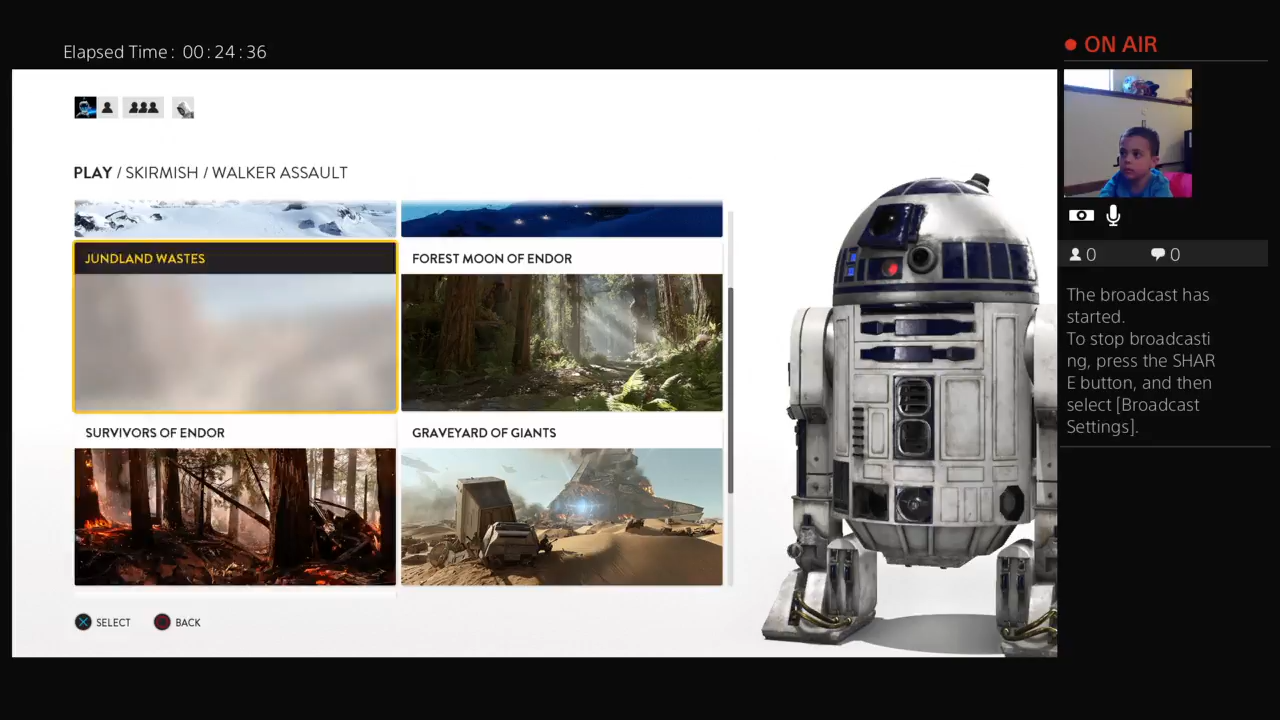 Elapsed Time: 00:24:36
ON AIR
PLAY / SKIRMISH / WALKER ASSAULT
JUNDLAND WASTES
FOREST MOON OF ENDOR
SURVIVORS OF ENDOR
GRAVEYARD OF GIANTS
SELECT
BACK
0
0
The broadcast has
started.
To stop broadcasti
ng, press the SHAR
E button, and then
select [Broadcast
Settings].